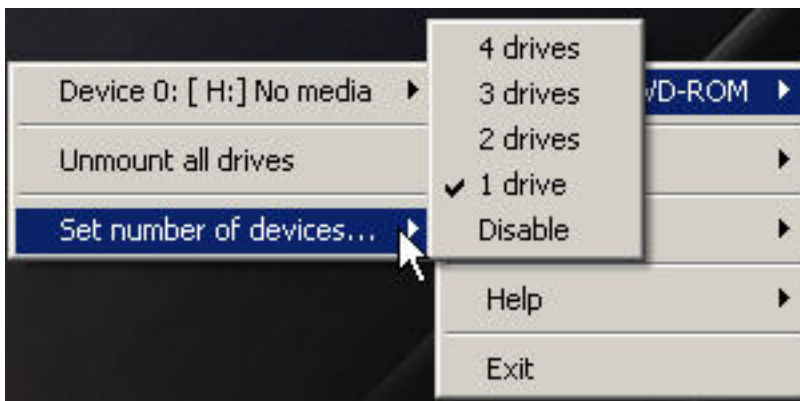 Device 0: [ H:] No media
Unmount all drives
Set number of devices...
4 drives
3 drives
2 drives
1 drive
Disable
VD-ROM
Help
Exit